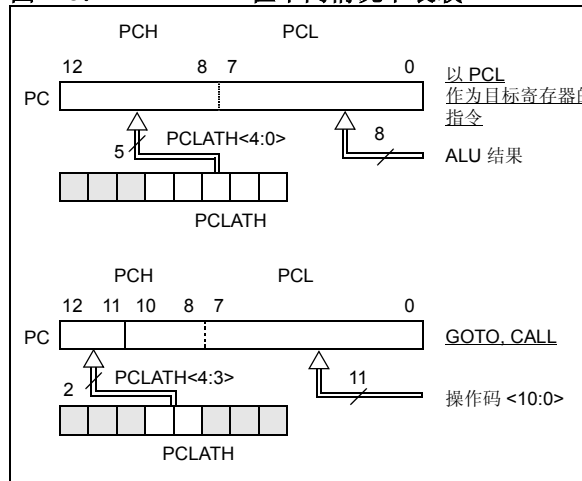 PCH PCL
12 8 7 0
PC
以 PCL
作为目标寄存器的
指令
5 PCLATH<4:0> 8
ALU 结果
PCLATH
PCH PCL
12 11 10 8 7 0
PC
GOTO, CALL
2 PCLATH<4:3> 11
操作码 <10:0>
PCLATH